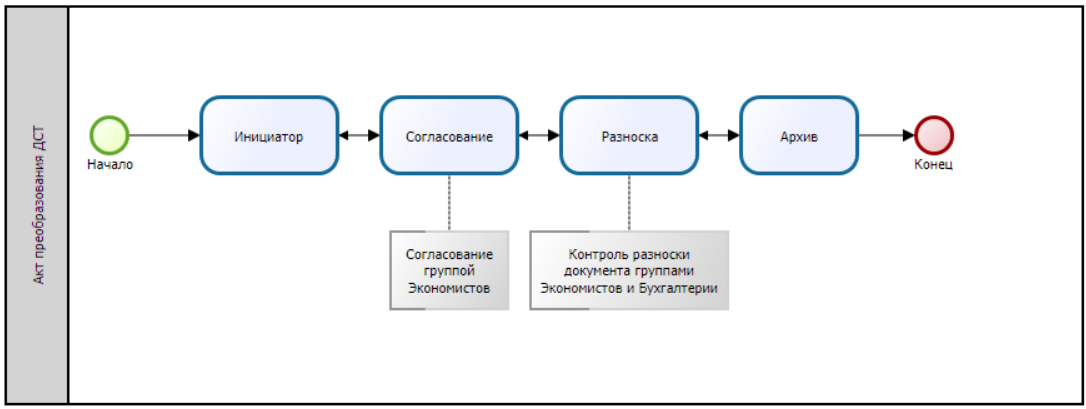 Акт преобразования ДСТ
Начало
Инициатор
Согласование
Разноска
Архив
Конец
Согласование
группой
Экономистов
Контроль разноски
документа группами
Экономистов и Бухгалтерии